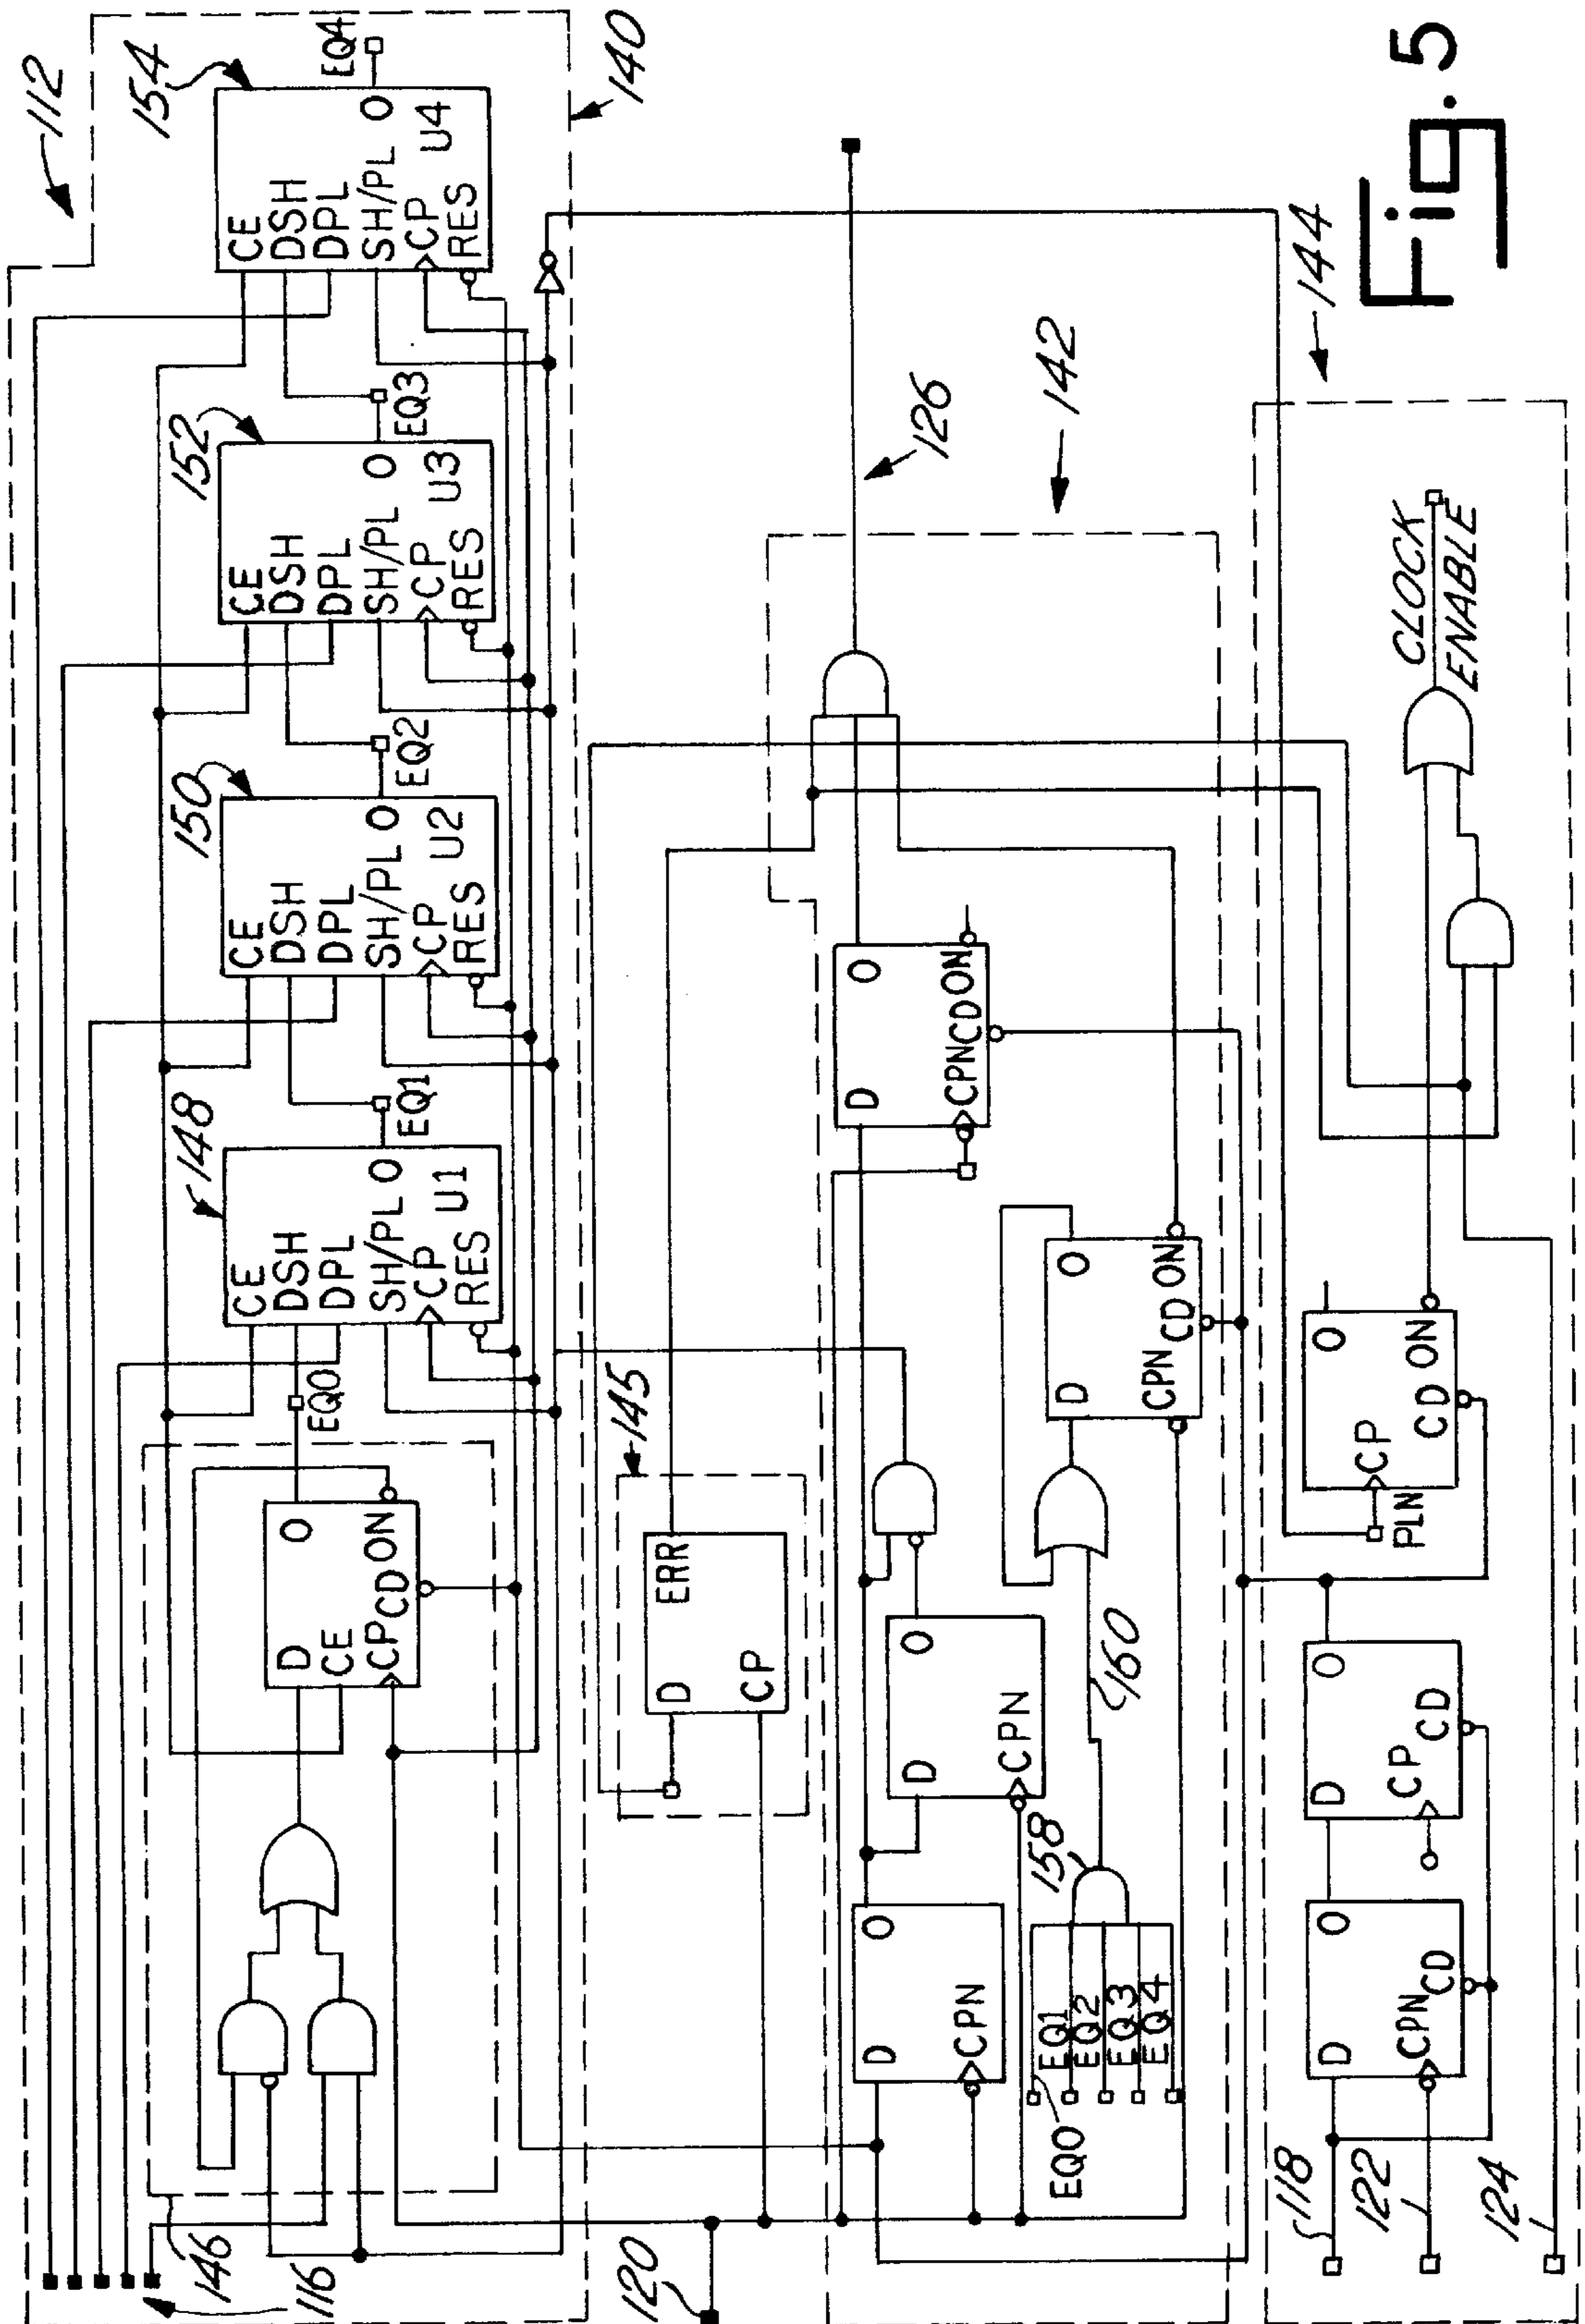 112
140
154
EQ4
CE
DSH
DPL
SH/PL O
CP U4
RES
152
EQ3
CE
DSH
DPL
SH/PL O
CP U3
RES
150
EQ2
CE
DSH
DPL
SH/PL O
CP U2
RES
148
EQ1
CE
DSH
DPL
SH/PL O
CP U1
RES
EQ0
D O
CE
CP CD ON
146
116
145
D ERR
CP
120
126
142
D O
CPN CD ON
D O
CPN
D O
CPN
D O
CPN CD ON
158
160
EQ0
EQ1
EQ2
EQ3
EQ4
144
CLOCK
ENABLE
O
CP
CD ON
PLN
D O
CP CD
D O
CPN CD
118
122
124
Fig. 5